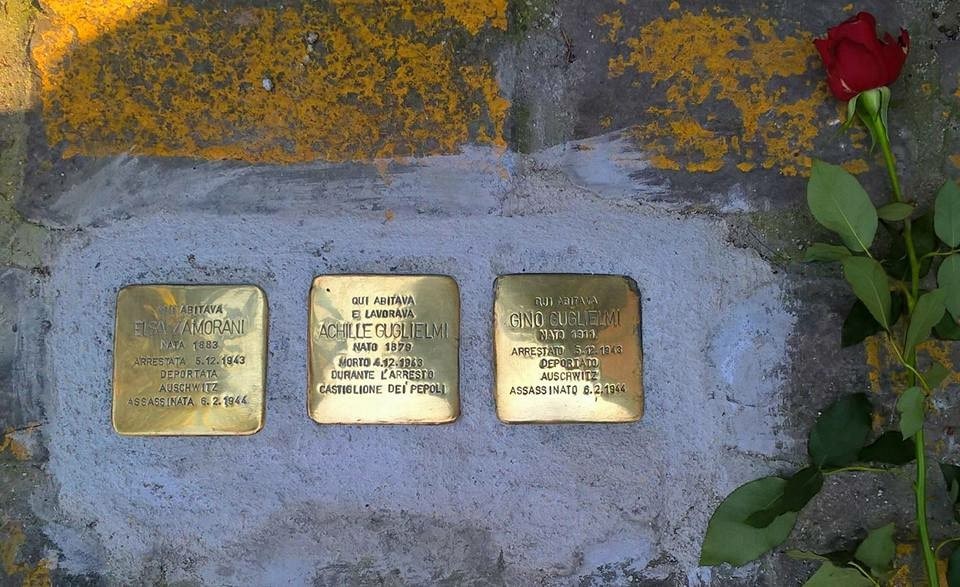 QUI ABITAVA
ELSA ZAMORANI
NATA 1883
ARRESTATA 5.12.1943
DEPORTATA
AUSCHWITZ
ASSASSINATA 6.2.1944
QUI ABITAVA
E LAVORAVA
ACHILLE GUGLIELMI
NATO 1879
MORTO 4.12.1943
DURANTE L'ARRESTO
CASTIGLIONE DEI PEPOLI
QUI ABITAVA
GINO GUGLIELMI
NATO 1911
ARRESTATO 5.12.1943
DEPORTATO
AUSCHWITZ
ASSASSINATO 6.2.1944